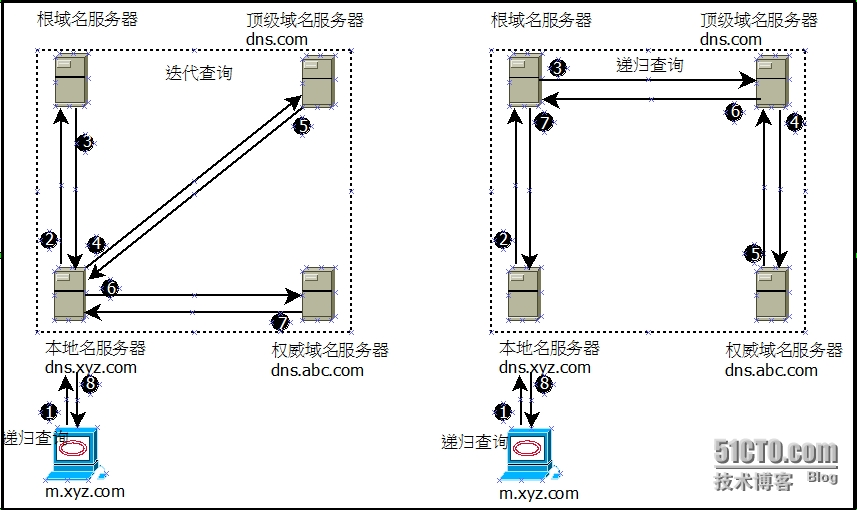 根域名服务器
顶级域名服务器
dns.com
迭代查询
3
5
2
4
6
7
本地名服务器
dns.xyz.com
权威域名服务器
dns.abc.com
8
1
递归查询
m.xyz.com
根域名服务器
顶级域名服务器
dns.com
3
递归查询
7
6
4
2
5
本地名服务器
dns.xyz.com
权威域名服务器
dns.abc.com
8
1
递归查询
m.xyz.com
51CTO.com
技术博客 Blog